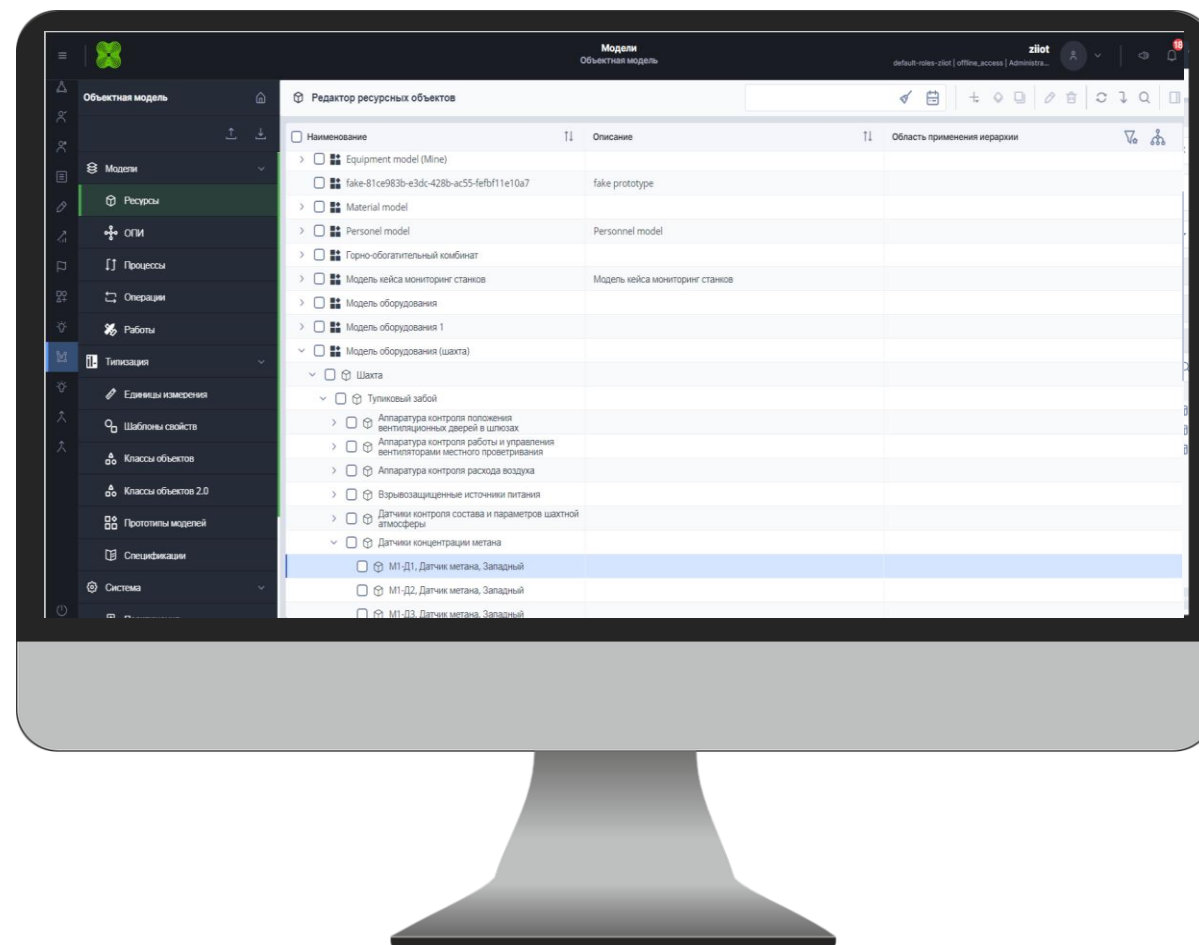 Модели
Объектная модель
ziiot
default-roles-ziiot | offline_access | Administra...
18
Объектная модель
Редактор ресурсных объектов
Наименование
Описание
Область применения иерархии
Модели
Ресурсы
ОПИ
Процессы
Операции
Работы
Типизация
Единицы измерения
Шаблоны свойств
Классы объектов
Классы объектов 2.0
Прототипы моделей
Спецификации
Система
Equipment model (Mine)
fake-81ce983b-e3dc-428b-ac55-fefbf11e10a7
fake prototype
Material model
Personel model
Personnel model
Горно-обогатительный комбинат
Модель кейса мониторинг станков
Модель кейса мониторинг станков
Модель оборудования
Модель оборудования 1
Модель оборудования (шахта)
Шахта
Тупиковый забой
Аппаратура контроля положения
вентиляционных дверей в шлюзах
Аппаратура контроля работы и управления
вентиляторами местного проветривания
Аппаратура контроля расхода воздуха
Взрывозащищенные источники питания
Датчики контроля состава и параметров шахтной
атмосферы
Датчики концентрации метана
М1-Д1, Датчик метана, Западный
М1-Д2, Датчик метана, Западный
М1-Д3, Датчик метана, Западный